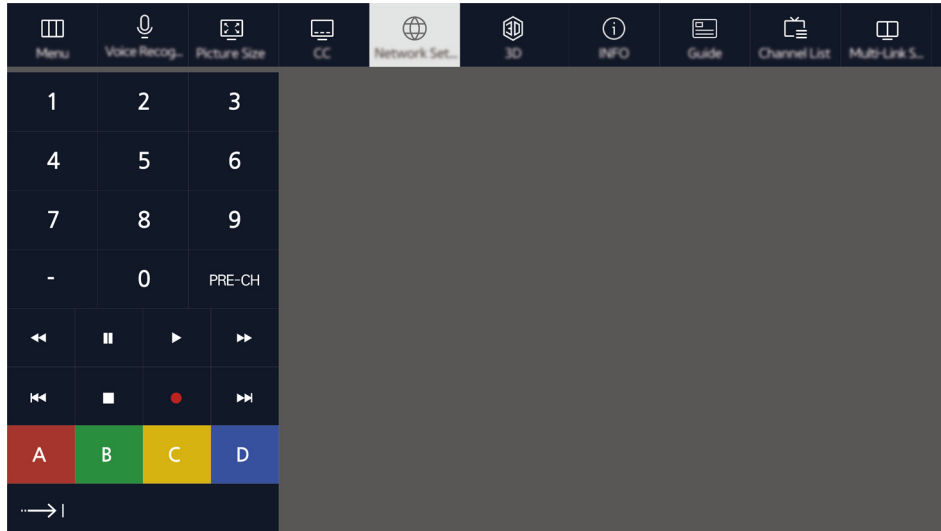 Menu
Voice Recog...
Picture Size
CC
Network Set...
3D
INFO
Guide
Channel List
Multi-Link S...
1 2 3
4 5 6
7 8 9
- 0 PRE-CH
A B C D